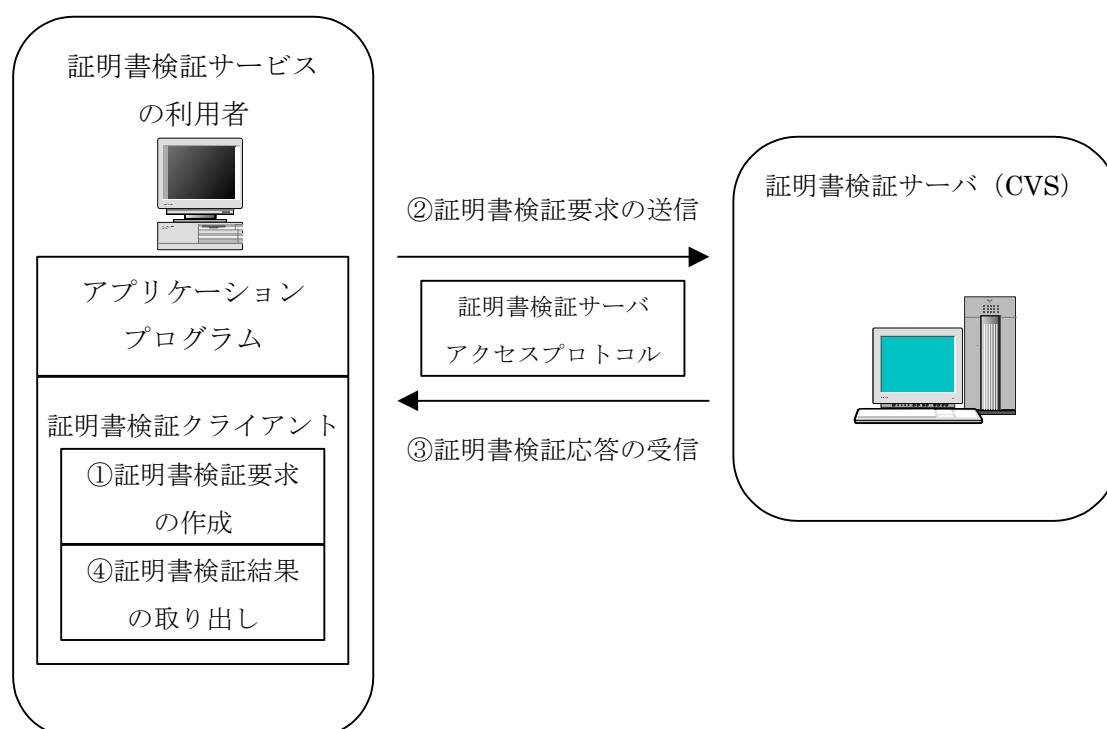 証明書検証サービス
の利用者
アプリケーション
プログラム
証明書検証クライアント
①証明書検証要求
の作成
④証明書検証結果
の取り出し
②証明書検証要求の送信
証明書検証サーバ
アクセスプロトコル
③証明書検証応答の受信
証明書検証サーバ（CVS）